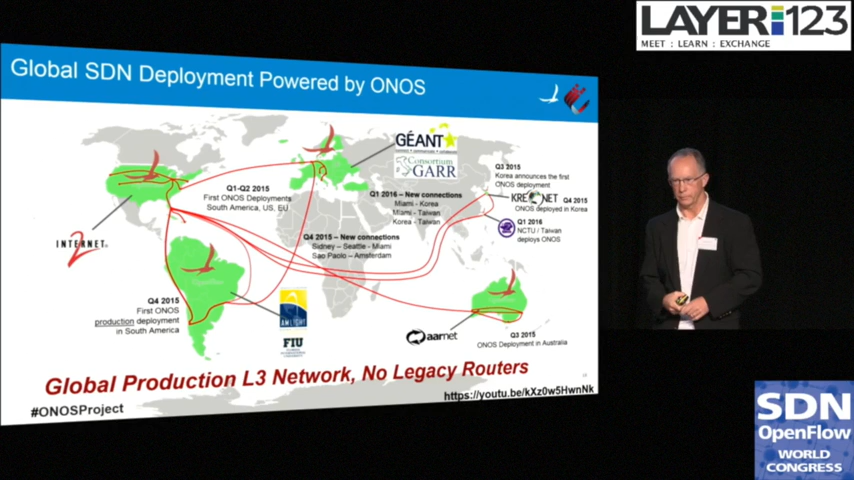 LAYER123
MEET : LEARN : EXCHANGE
Global SDN Deployment Powered by ONOS
GÉANT
Consortium
GARR
Q3 2015
Korea announces the first
ONOS deployment
KREONET
Q4 2015
ONOS deployed in Korea
Q1-Q2 2015
First ONOS Deployments
South America, US, EU
Q1 2016 – New connections
Miami - Korea
Miami - Taiwan
Korea - Taiwan
Q1 2016
NCTU / Taiwan
deploys ONOS
INTERNET2
Q4 2015 – New connections
Sidney – Seattle - Miami
Sao Paolo – Amsterdam
Q4 2015
First ONOS
production deployment
in South America
AMLIGHT
FIU
aarnet
Q3 2015
ONOS Deployment in Australia
Global Production L3 Network, No Legacy Routers
https://youtu.be/kXz0w5HwnNk
#ONOSProject
SDN
OpenFlow
WORLD
CONGRESS